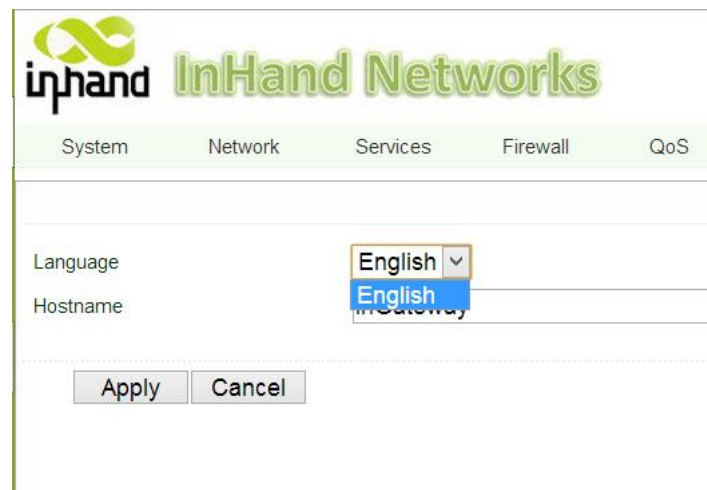 inhand InHand Networks
System Network Services Firewall QoS
Language English
English
Hostname
Apply Cancel